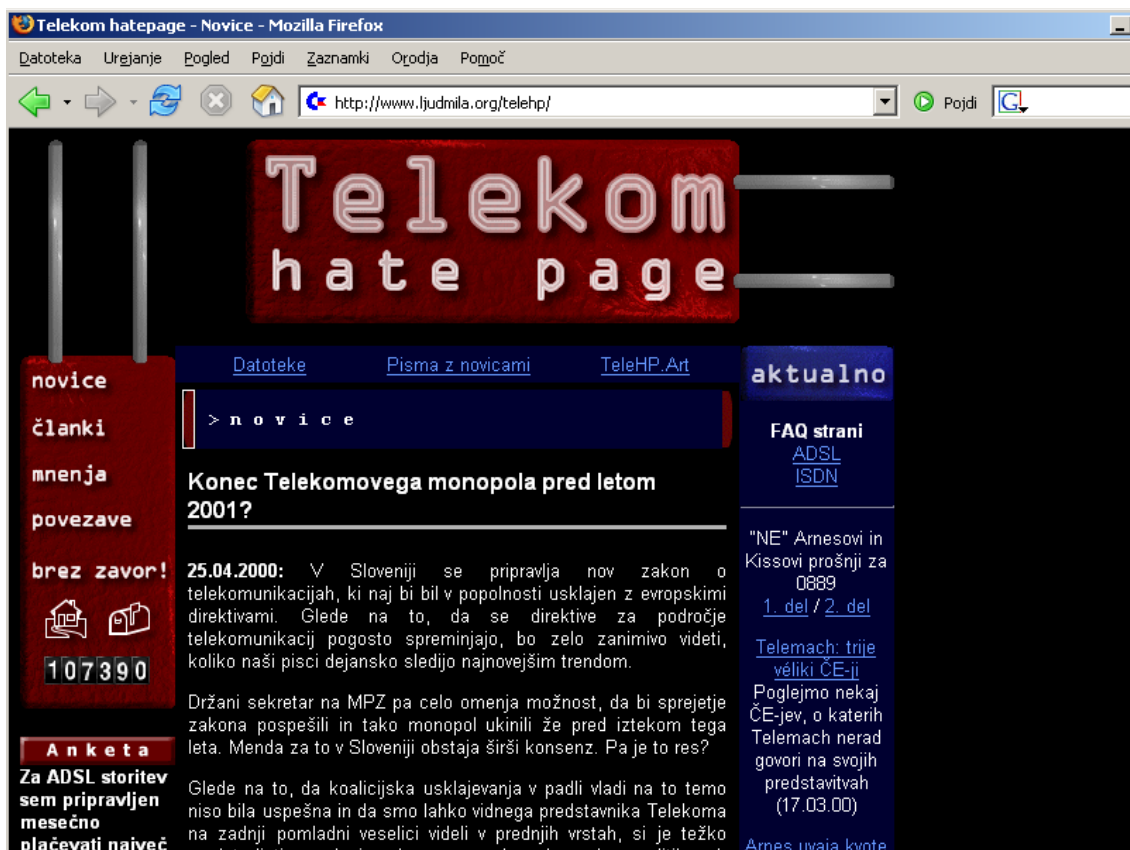 Telekom hatepage - Novice - Mozilla Firefox
Datoteka Urejanje Pogled Pojdi Zaznamki Orodja Pomoč
http://www.ljudmila.org/telehp/
Pojdi
G
Telekom
hate page
novice
članki
mnenja
povezave
brez zavor!
107390
Anketa
Za ADSL storitev
sem pripravljen
mesečno
plačevati največ
Datoteke Pisma z novicami TeleHP.Art
> novice
Konec Telekomovega monopola pred letom
2001?
25.04.2000: V Sloveniji se pripravlja nov zakon o
telekomunikacijah, ki naj bi bil v popolnosti usklajen z evropskimi
direktivami. Glede na to, da se direktive za področje
telekomunikacij pogosto spreminjajo, bo zelo zanimivo videti,
koliko naši pisci dejansko sledijo najnovejšim trendom.
Držani sekretar na MPZ pa celo omenja možnost, da bi sprejetje
zakona pospešili in tako monopol ukinili že pred iztekom tega
leta. Menda za to v Sloveniji obstaja širši konsenz. Pa je to res?
Glede na to, da koalicijska usklajevanja v padli vladi na to temo
niso bila uspešna in da smo lahko vidnega predstavnika Telekoma
na zadnji pomladni veselici videli v prednjih vrstah, si je težko
aktualno
FAQ strani
ADSL
ISDN
"NE" Arnesovi in
Kissovi prošnji za
0889
1. del / 2. del
Telemach: trije
véliki ČE-ji
Poglejmo nekaj
ČE-jev, o katerih
Telemach nerad
govori na svojih
predstavitvah
(17.03.00)
Arnes uvaja kvote